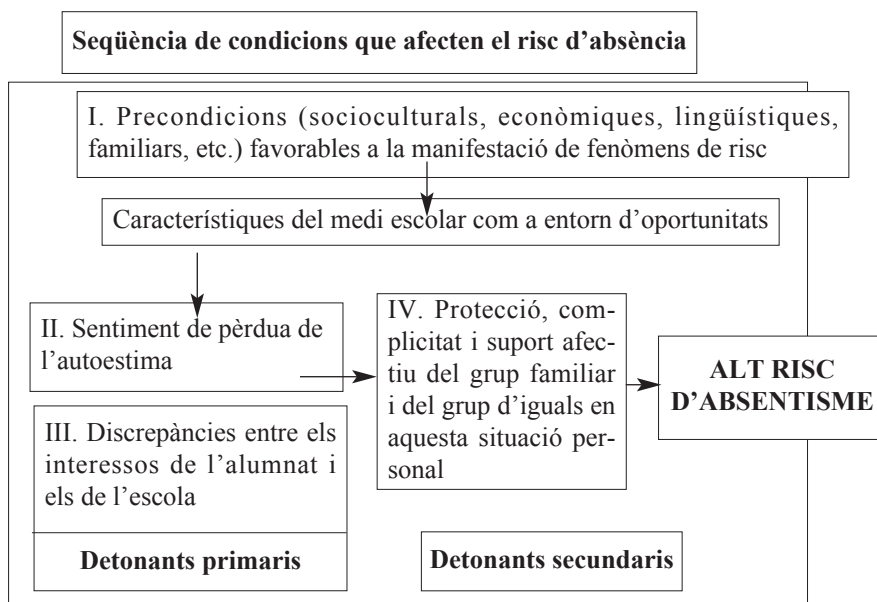 Seqüència de condicions que afecten el risc d’absència
I. Precondicions (socioculturals, econòmiques, lingüístiques,
familiars, etc.) favorables a la manifestació de fenòmens de risc
Característiques del medi escolar com a entorn d’oportunitats
II. Sentiment de pèrdua de
l’autoestima
III. Discrepàncies entre els
interessos de l’alumnat i
els de l’escola
Detonants primaris
IV. Protecció, com-
plicitat i suport afec-
tiu del grup familiar
i del grup d’iguals en
aquesta situació per-
sonal
Detonants secundaris
ALT RISC
D’ABSENTISME